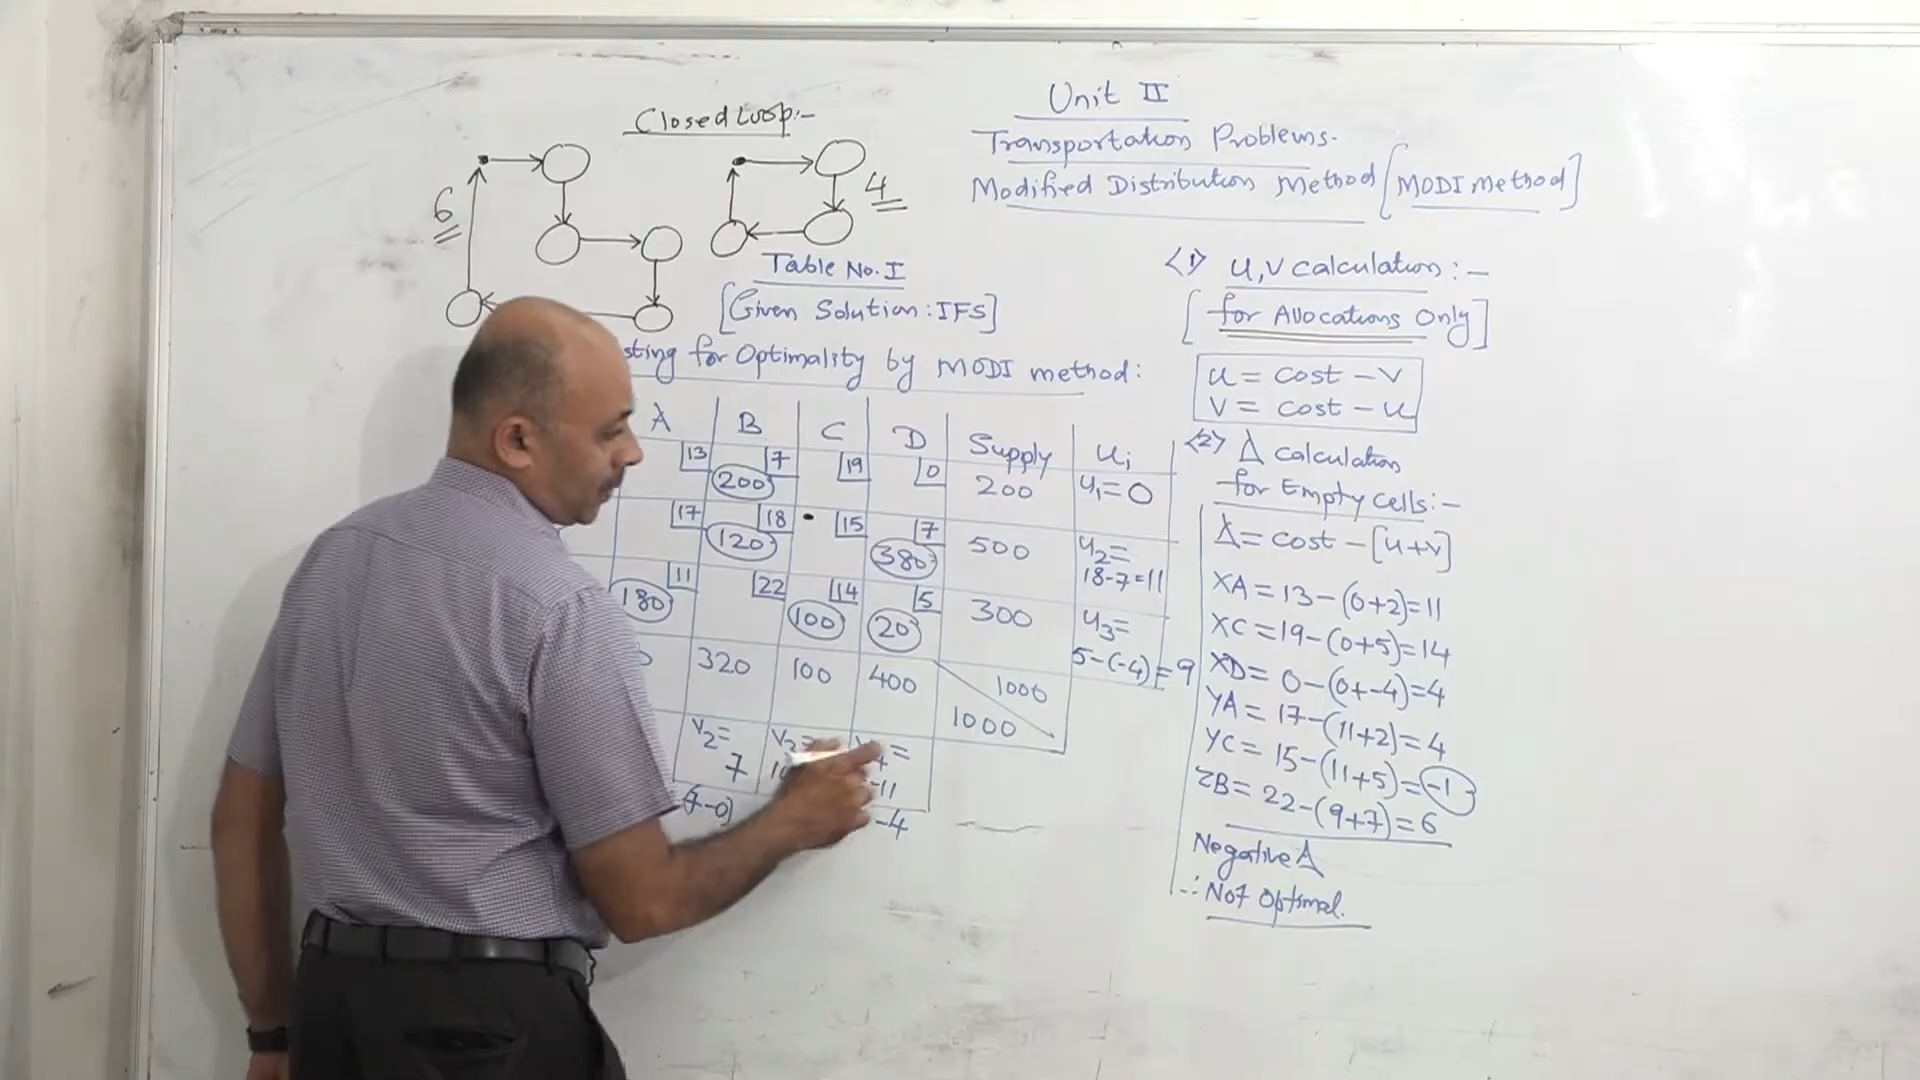 Closed Loop:-
6
4
Unit II
Transportation Problems.
Modified Distribution Method [MODI Method]
Table No. I
[Given Solution: IFS]
sting for Optimality by MODI method:
A B C D Supply Ui
13 7 19 0
200 200 U1=0
17 18 15 7
120 380 500 U2=
18-7=11
11 22 14 5
180 100 20 300 U3=
5-(-4)=9
320 100 400 1000
1000
V2=
7
-11
(7-0) -4
<1> U,V calculation:-
[for Allocations Only]
U = cost - V
V = cost - U
<2> Δ calculation
for Empty cells:-
Δ = cost - [u+v]
XA = 13-(0+2)=11
XC = 19-(0+5)=14
XD = 0-(0+-4)=4
YA = 17-(11+2)=4
YC = 15-(11+5)=-1
ZB = 22-(9+7)=6
Negative Δ
∴ Not Optimal.